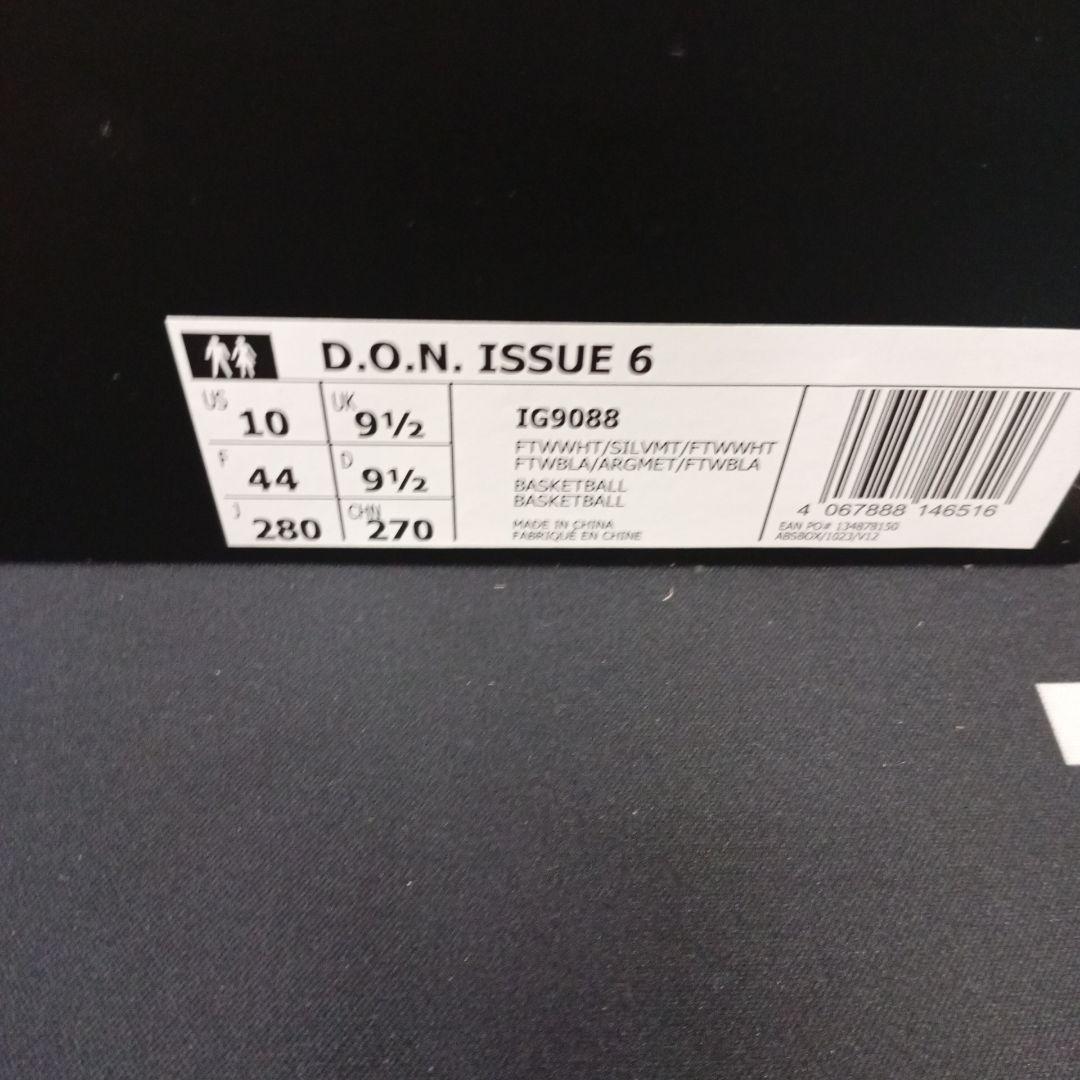 D.O.N. ISSUE 6
US 10 UK 9½
F 44 D 9½
J 280 CHN 270
IG9088
FTWWHT/SILVMT/FTWWHT
FTWBLA/ARGMET/FTWBLA
BASKETBALL
BASKETBALL
MADE IN CHINA
FABRIQUÉ EN CHINE
4 067888 146516
EAN PO# 134879150
ABSBOX/1023/V12